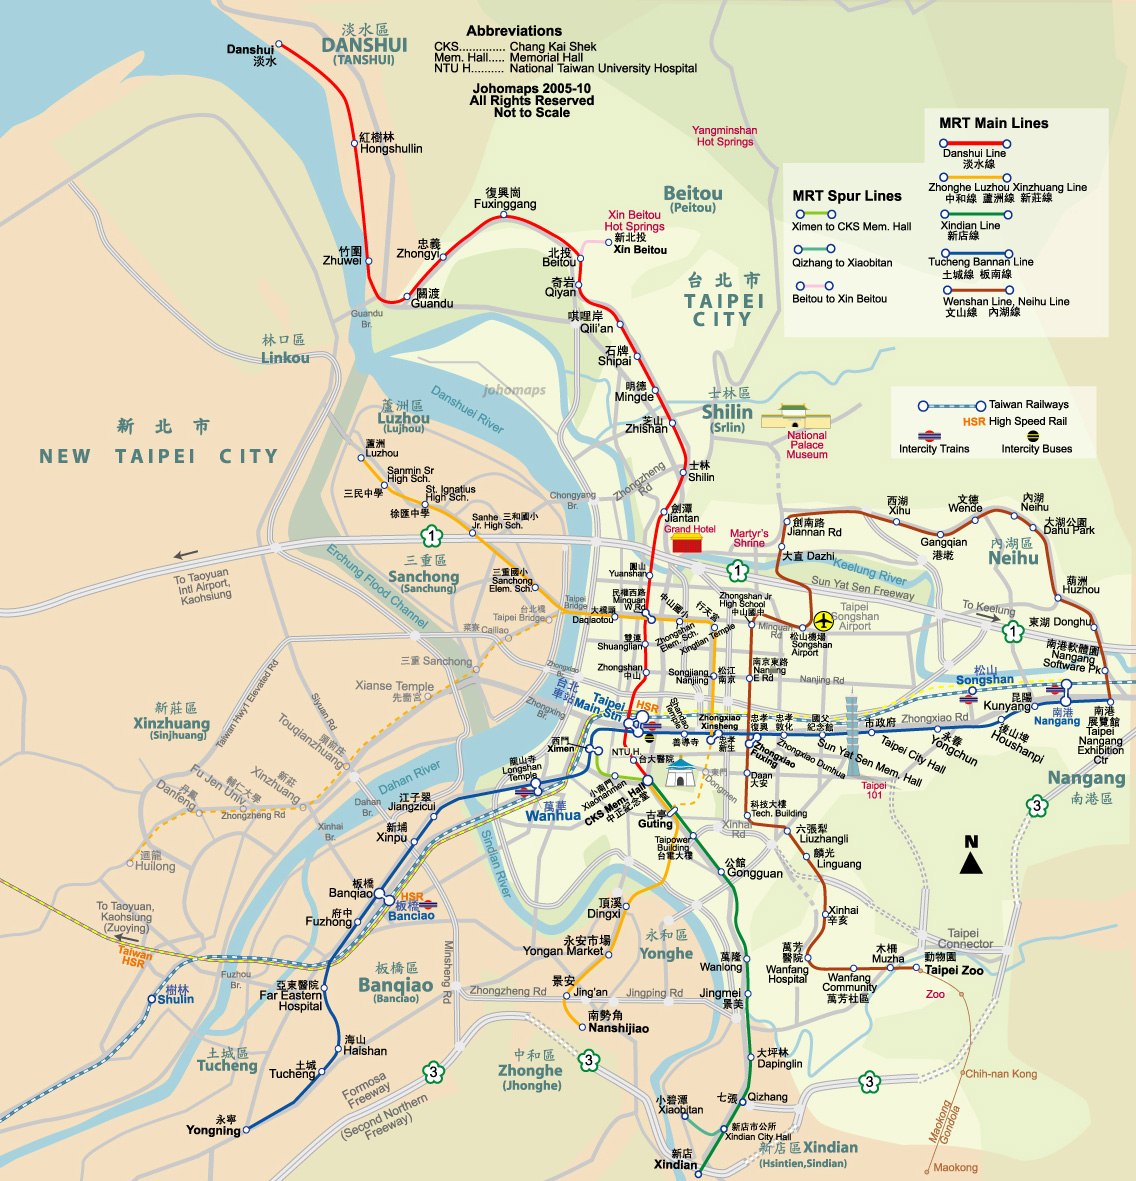 Abbreviations
CKS.............. Chang Kai Shek
Mem. Hall..... Memorial Hall
NTU H.......... National Taiwan University Hospital
Johomaps 2005-10
All Rights Reserved
Not to Scale
淡水區
DANSHUI
(TANSHUI)
Danshui
淡水
紅樹林
Hongshullin
竹圍
Zhuwei
忠義
Zhongyi
關渡
Guandu
Guandu
Br.
復興崗
Fuxinggang
Beitou
(Peitou)
Yangminshan
Hot Springs
Xin Beitou
Hot Springs
新北投
Xin Beitou
北投
Beitou
奇岩
Qiyan
唭哩岸
Qili'an
石牌
Shipai
明德
Mingde
芝山
Zhishan
士林
Shilin
劍潭
Jiantan
Grand Hotel
台北市
TAIPEI
CITY
MRT Main Lines
Danshui Line
淡水線
Zhonghe Luzhou Xinzhuang Line
中和線 蘆洲線 新莊線
Xindian Line
新店線
Tucheng Bannan Line
土城線 板南線
Wenshan Line, Neihu Line
文山線 內湖線
MRT Spur Lines
Ximen to CKS Mem. Hall
Qizhang to Xiaobitan
Beitou to Xin Beitou
Taiwan Railways
HSR High Speed Rail
Intercity Trains
Intercity Buses
林口區
Linkou
新北市
NEW TAIPEI CITY
蘆洲區
Luzhou
(Lujhou)
johomaps
Danshuei River
士林區
Shilin
(Srlin)
National
Palace
Museum
蘆洲
Luzhou
Sanmin Sr
High Sch.
三民中學
St. Ignatius
High Sch.
徐匯中學
Sanhe 三和國小
Jr. High Sch.
三重國小
Sanchong
Elem. Sch.
Chongyang
Br.
Zhongzheng
Rd
1
三重區
Sanchong
(Sanchung)
To Taoyuan
Intl Airport,
Kaohsiung
Erchung Flood Channel
Martyr's
Shrine
劍南路
Jiannan Rd
大直 Dazhi
西湖
Xihu
文德
Wende
港墘
Gangqian
內湖
Neihu
大湖公園
Dahu Park
內湖區
Neihu
葫洲
Huzhou
東湖 Donghu
南港軟體園
Nangang
Software Pk
Keelung River
Sun Yat Sen Freeway
1
To Keelung
1
圓山
Yuanshan
民權西路
Minquan
W Rd
中山國小
Zhongshan
Elem. Sch.
行天宮
Xingtian Temple
Zhongshan Jr
High School
中山國中
Minquan
Rd
松山機場
Songshan
Airport
Taipei
Songshan
Airport
大橋頭
Daqiaotou
Taipei
Bridge
台北橋
Taipei Bridge
菜寮 Cailiao
三重 Sanchong
Xianse Temple
先嗇宮
雙連
Shuanglian
Zhongshan
中山
Songjiang
Nanjing
松江
南京
南京東路
Nanjing
E Rd
Nanjing Rd
松山
Songshan
昆陽
Kunyang
南港
Nangang
南港
展覽館
Taipei
Nangang
Exhibition
Ctr
後山埤
Houshanpi
永春
Yongchun
Zhongxiao Rd
市政府
Taipei City Hall
國父
紀念館
Sun Yat Sen Mem. Hall
忠孝
敦化
Zhongxiao Dunhua
忠孝
復興
Zhongxiao
Fuxing
Zhongxiao
Xinsheng
忠孝
新生
Shandao
Temple
善導寺
台北
車站
Taipei
Main Stn
HSR
Zhongxiao
Br.
Zhongxing
Br.
西門
Ximen
NTU H.
台大醫院
小南門
Xiaonanmen
CKS Mem. Hall
中正紀念堂
東門
Dongmen
古亭
Guting
Taipei
101
Nangang
南港區
3
新莊區
Xinzhuang
(Sinjhuang)
Taiwan Hwy1 Elevated Rd
Siyuan Rd
頭前庄
Touqianzhuang
新莊
Xinzhuang
輔仁大學
Fu Jen Univ
丹鳳
Danfeng
Zhongzheng Rd
迴龍
Huilong
Dahan River
Dahan
Br.
Xinhai
Br.
江子翠
Jiangzicui
新埔
Xinpu
龍山寺
Longshan
Temple
萬華
Wanhua
Sindian River
板橋
Banqiao
HSR
板橋
Banciao
府中
Fuzhong
To Taoyuan,
Kaohsiung
(Zuoying)
Taiwan
HSR
樹林
Shulin
Fuzhou
Br.
亞東醫院
Far Eastern
Hospital
板橋區
Banqiao
(Banciao)
Minsheng Rd
海山
Haishan
土城
Tucheng
土城區
Tucheng
永寧
Yongning
3
Formosa
Freeway
(Second Northern
Freeway)
Daan
大安
科技大樓
Tech. Building
Xinhai
Rd
六張犁
Liuzhangli
麟光
Linguang
Xinhai
辛亥
Taipower
Building
台電大樓
公館
Gongguan
頂溪
Dingxi
永安市場
Yongan Market
永和區
Yonghe
景安
Jing'an
Zhongzheng Rd
Jingping Rd
南勢角
Nanshijiao
中和區
Zhonghe
(Jhonghe)
3
萬隆
Wanlong
Jingmei
景美
萬芳
醫院
Wanfang
Hospital
Wanfang
Community
萬芳社區
木柵
Muzha
動物園
Taipei Zoo
Zoo
Taipei
Connector
N
大坪林
Dapinglin
七張 Qizhang
小碧潭
Xiaobitan
新店市公所
Xindian City Hall
新店
Xindian
新店區 Xindian
(Hsintien,Sindian)
3
Chih-nan Kong
Maokong
Gondola
Maokong